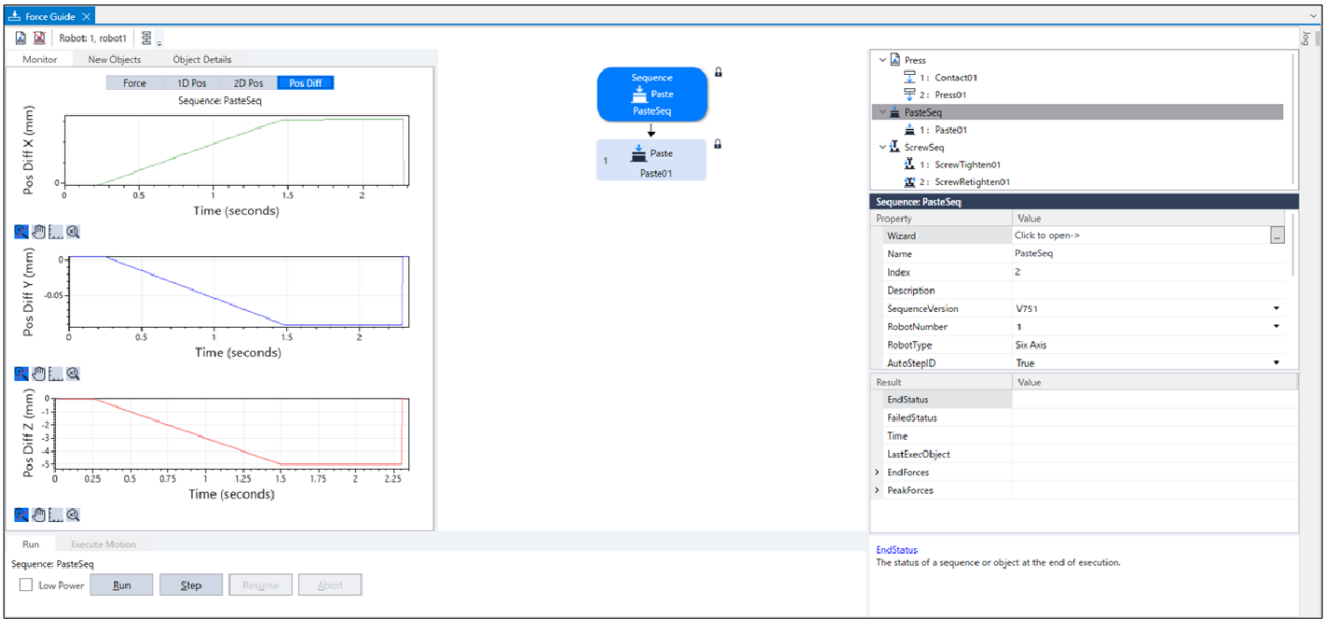 Force Guide
Robot: 1, robot1
Jog
Monitor New Objects Object Details
Force 1D Pos 2D Pos Pos Diff
Sequence: PasteSeq
Pos Diff X (mm)
0
0 0.5 1 1.5 2
Time (seconds)
Pos Diff Y (mm)
0
-0.05
0 0.5 1 1.5 2
Time (seconds)
Pos Diff Z (mm)
0
-1
-2
-3
-4
-5
0 0.25 0.5 0.75 1 1.25 1.5 1.75 2 2.25
Time (seconds)
Run Execute Motion
Sequence: PasteSeq
Low Power Run Step Resume Abort
Sequence
Paste
PasteSeq
1 Paste
Paste01
Press
1: Contact01
2: Press01
PasteSeq
1: Paste01
ScrewSeq
1: ScrewTighten01
2: ScrewRetighten01
Sequence: PasteSeq
Property Value
Wizard Click to open-> ...
Name PasteSeq
Index 2
Description
SequenceVersion V751
RobotNumber 1
RobotType Six Axis
AutoStepID True
Result Value
EndStatus
FailedStatus
Time
LastExecObject
EndForces
PeakForces
EndStatus
The status of a sequence or object at the end of execution.